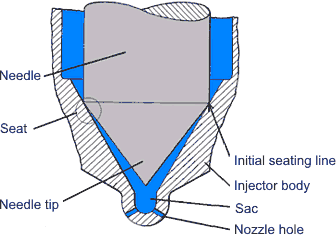 Needle
Seat
Initial seating line
Injector body
Needle tip
Sac
Nozzle hole